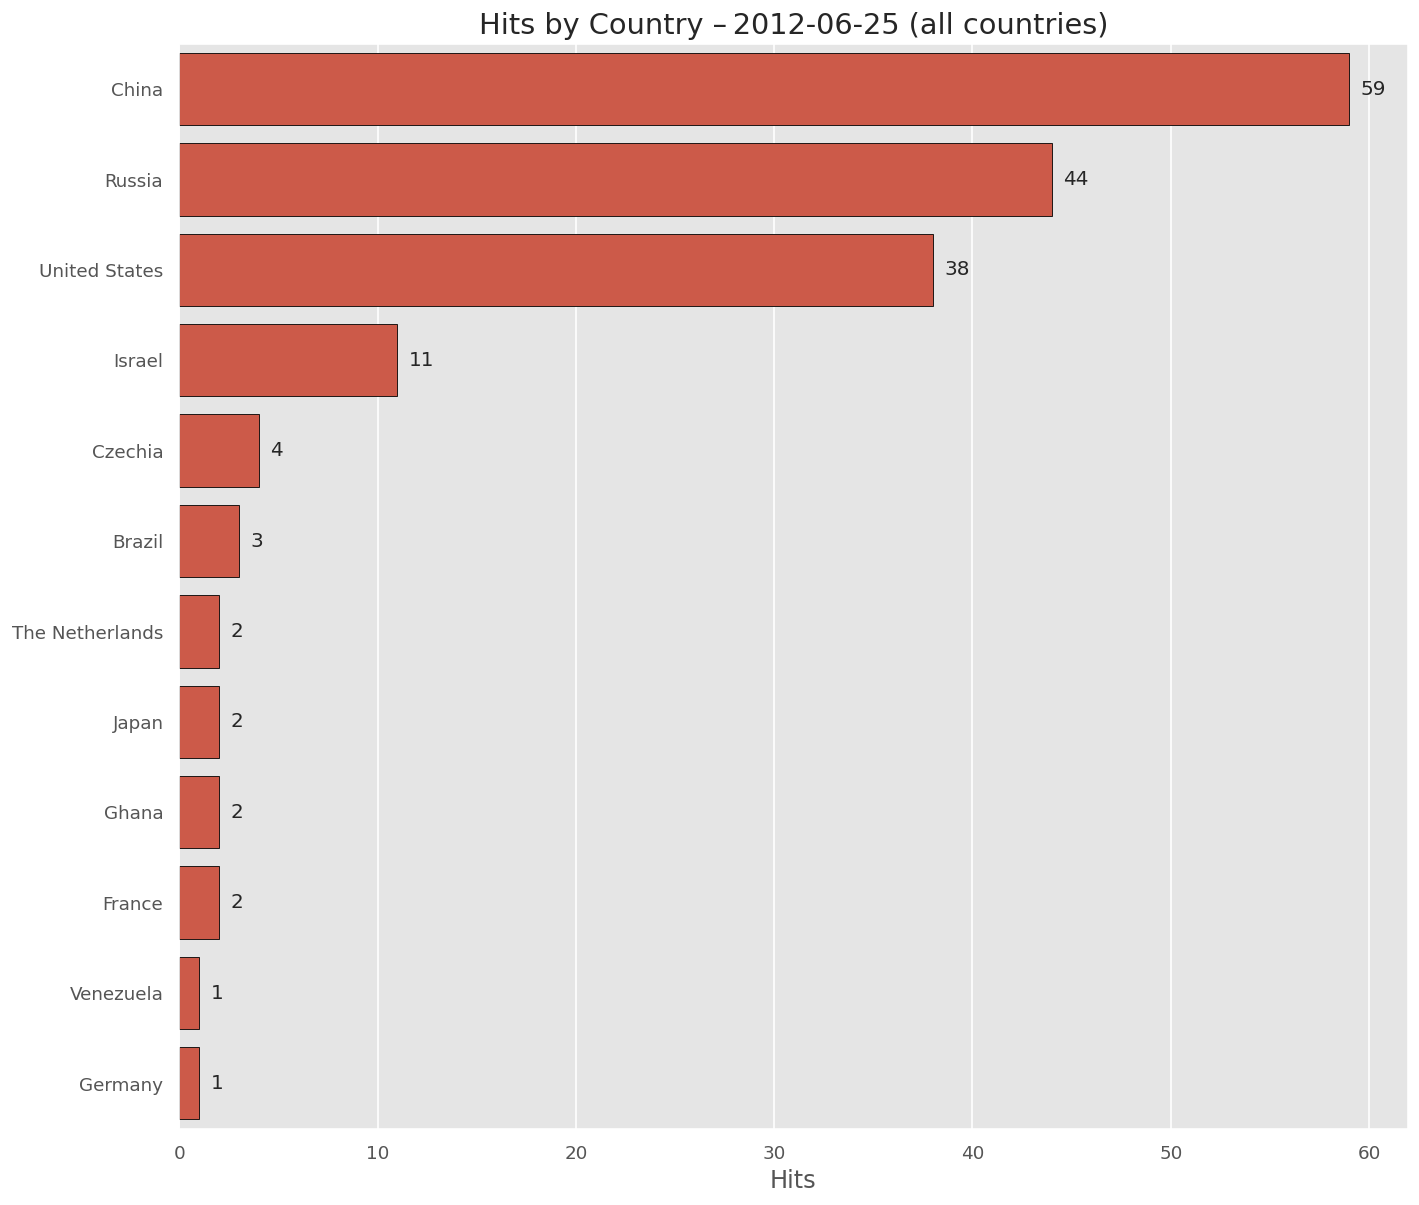 Hits by Country – 2012-06-25 (all countries)
China 59
Russia 44
United States 38
Israel 11
Czechia 4
Brazil 3
The Netherlands 2
Japan 2
Ghana 2
France 2
Venezuela 1
Germany 1
0 10 20 30 40 50 60
Hits